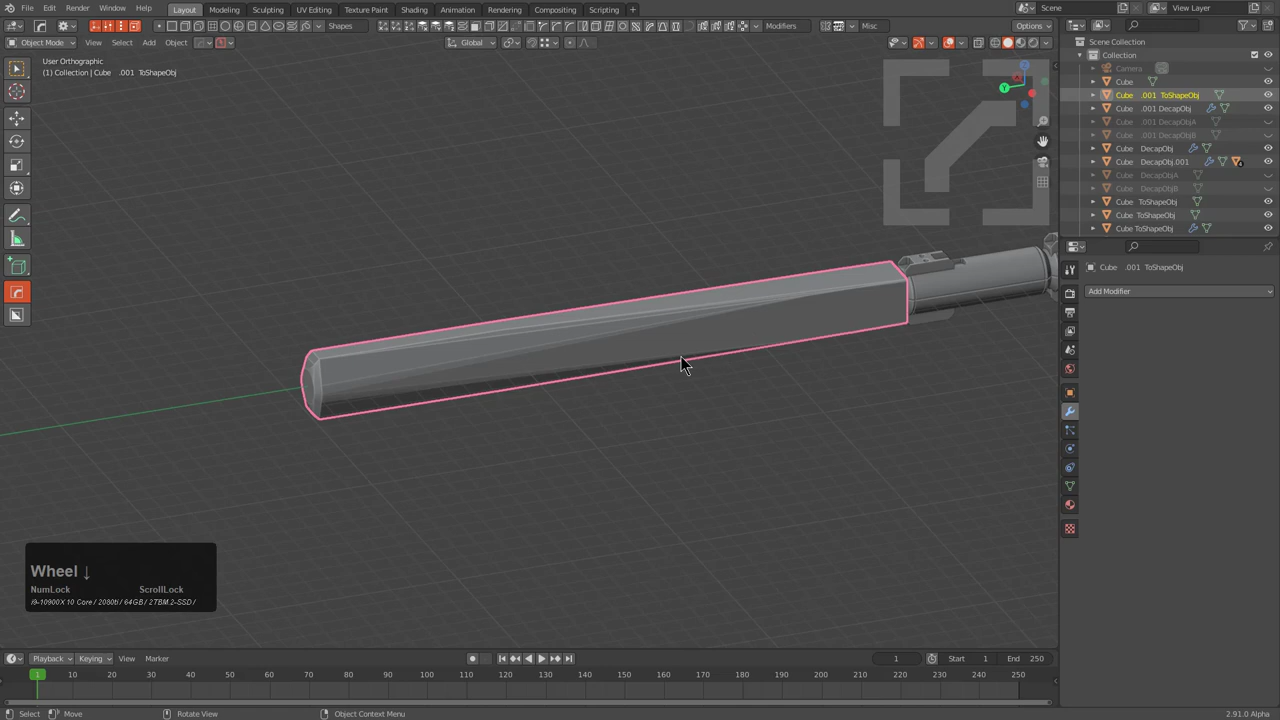 File Edit Render Window Help Layout Modeling Sculpting UV Editing Texture Paint Shading Animation Rendering Compositing Scripting + Scene View Layer
Shapes Modifiers Misc Options
Object Mode View Select Add Object Global
User Orthographic
(1) Collection | Cube .001 ToShapeObj
Scene Collection
Collection
Camera
Cube
Cube .001 ToShapeObj
Cube .001 DecapObj
Cube .001 DecapObjA
Cube .001 DecapObjB
Cube DecapObj
Cube DecapObj.001
Cube DecapObjA
Cube DecapObjB
Cube ToShapeObj
Cube ToShapeObj
Cube ToShapeObj
Cube .001 ToShapeObj
Add Modifier
Z
Y
Wheel ↓
NumLock ScrollLock
i9-10900X 10 Core / 2080ti / 64GB / 2TBM.2-SSD /
Playback Keying View Marker 1 Start 1 End 250
1 10 20 30 40 50 60 70 80 90 100 110 120 130 140 150 160 170 180 190 200 210 220 230 240 250
Select Move Rotate View Object Context Menu 2.91.0 Alpha